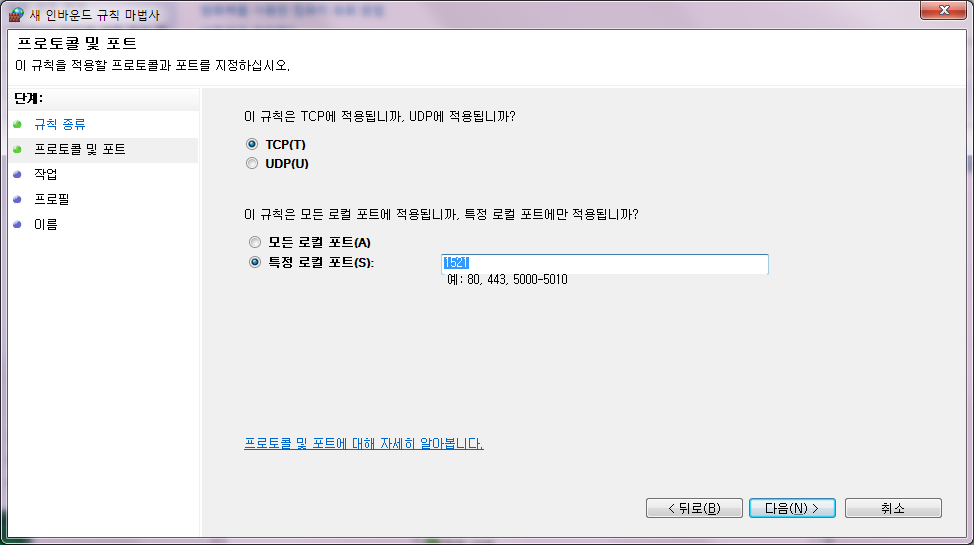 새 인바운드 규칙 마법사
프로토콜 및 포트
이 규칙을 적용할 프로토콜과 포트를 지정하십시오.
단계:
규칙 종류
프로토콜 및 포트
작업
프로필
이름
이 규칙은 TCP에 적용됩니까, UDP에 적용됩니까?
TCP(T)
UDP(U)
이 규칙은 모든 로컬 포트에 적용됩니까, 특정 로컬 포트에만 적용됩니까?
모든 로컬 포트(A)
특정 로컬 포트(S):
1521
예: 80, 443, 5000-5010
프로토콜 및 포트에 대해 자세히 알아봅니다.
< 뒤로(B)
다음(N) >
취소